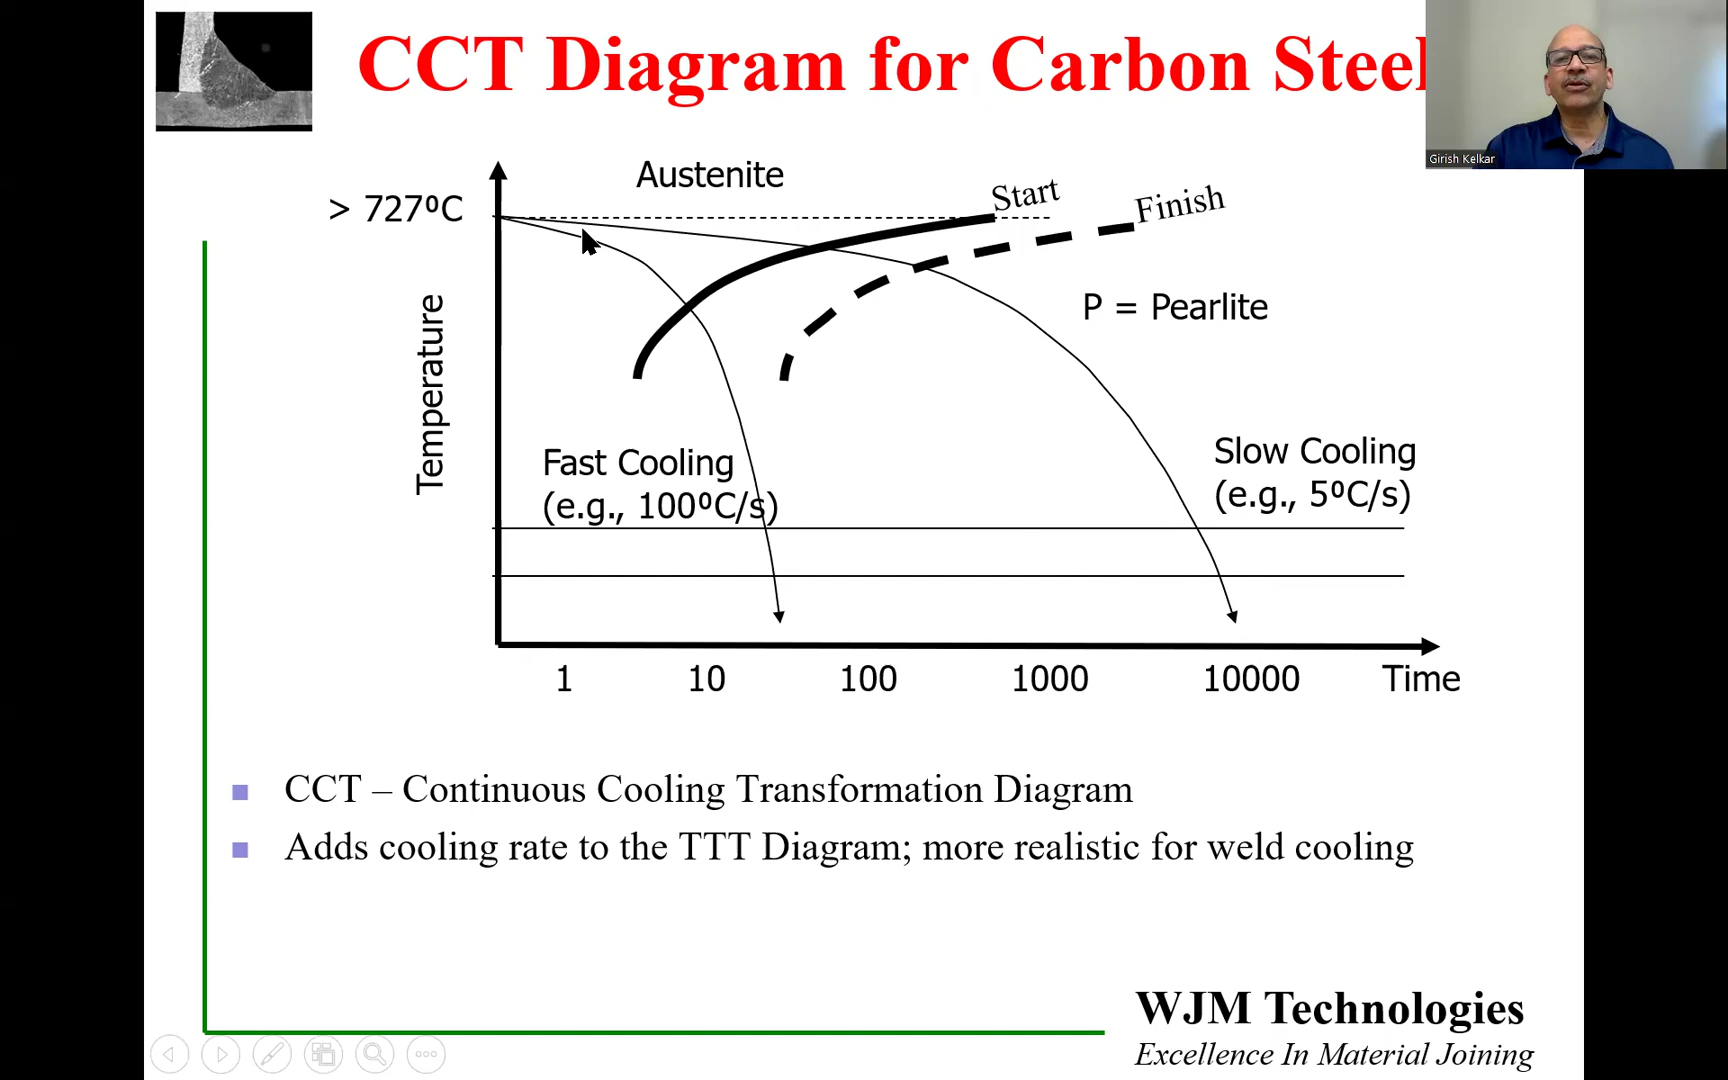 CCT Diagram for Carbon Steel
Girish Kelkar
Austenite
> 727ºC
Start
Finish
P = Pearlite
Temperature
Fast Cooling
(e.g., 100ºC/s)
Slow Cooling
(e.g., 5ºC/s)
1 10 100 1000 10000 Time
CCT – Continuous Cooling Transformation Diagram
Adds cooling rate to the TTT Diagram; more realistic for weld cooling
WJM Technologies
Excellence In Material Joining